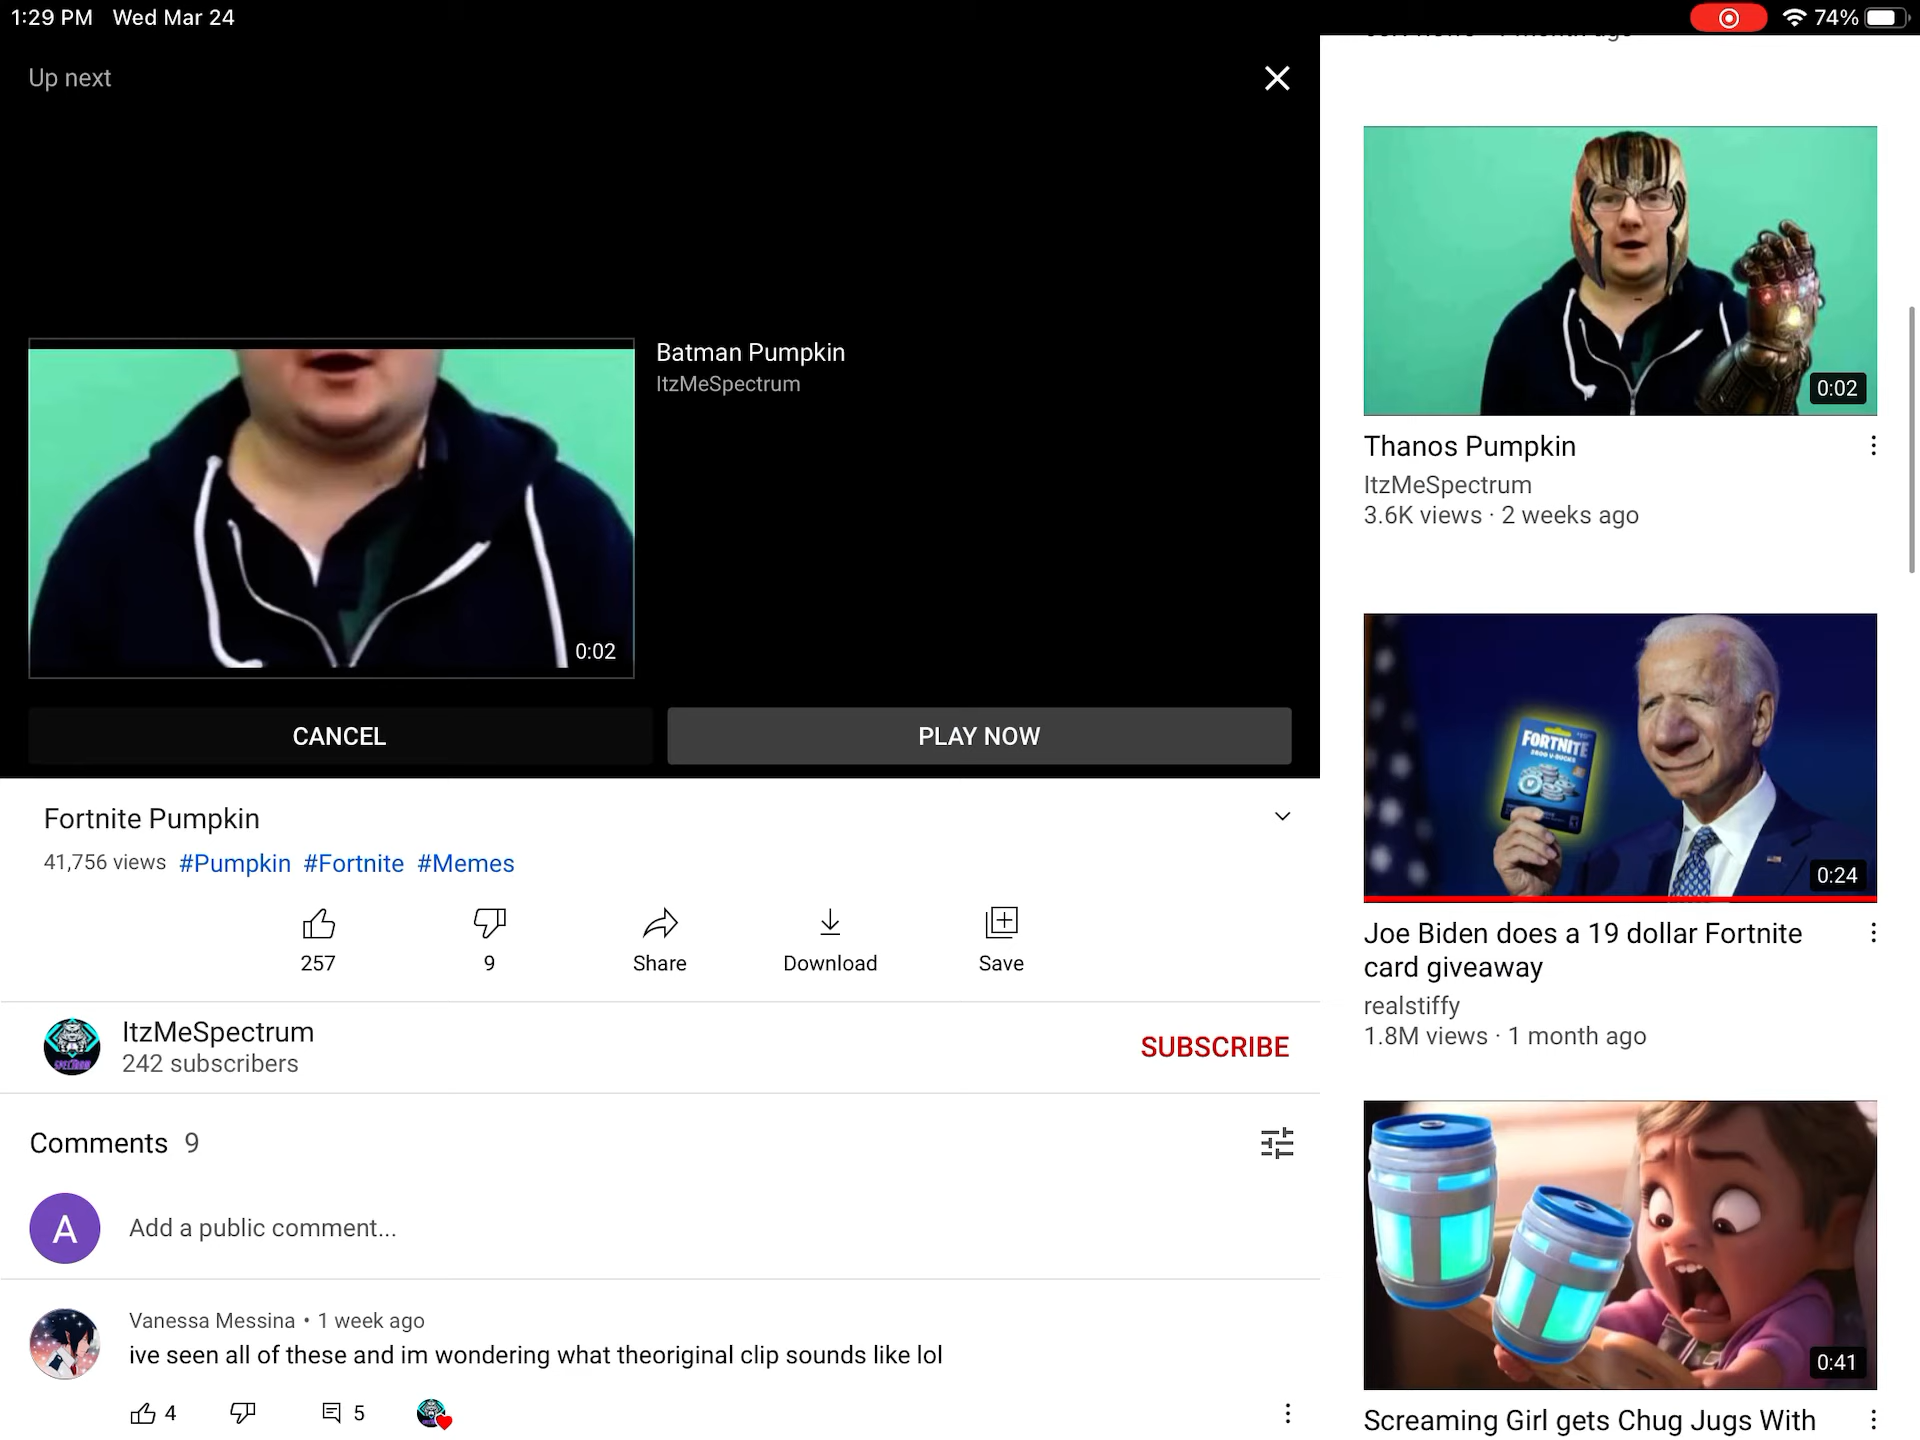 1:29 PM Wed Mar 24
74%
Up next
Batman Pumpkin
ItzMeSpectrum
0:02
CANCEL
PLAY NOW
Fortnite Pumpkin
41,756 views #Pumpkin #Fortnite #Memes
257
9
Share
Download
Save
ItzMeSpectrum
242 subscribers
SUBSCRIBE
Comments 9
A
Add a public comment...
Vanessa Messina • 1 week ago
ive seen all of these and im wondering what theoriginal clip sounds like lol
4
5
0:02
Thanos Pumpkin
ItzMeSpectrum
3.6K views · 2 weeks ago
FORTNITE
0:24
Joe Biden does a 19 dollar Fortnite
card giveaway
realstiffy
1.8M views · 1 month ago
0:41
Screaming Girl gets Chug Jugs With